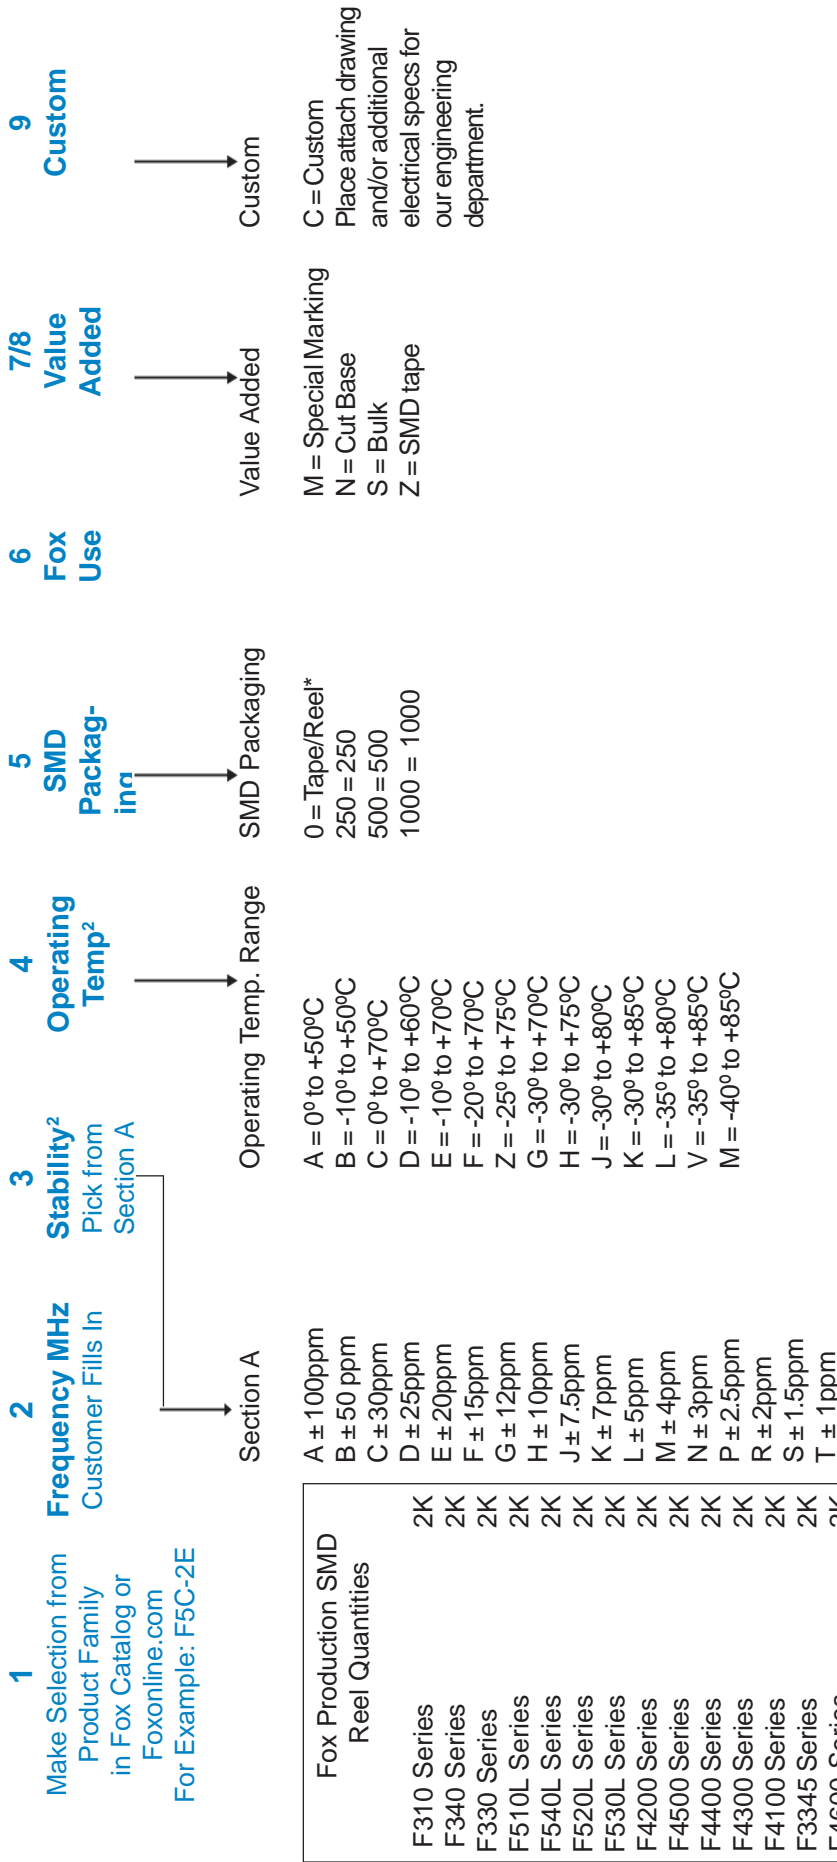 1
Make Selection from
Product Family
in Fox Catalog or
Foxonline.com
For Example: F5C-2E
2
Frequency MHz
Customer Fills In
3
Stability²
Pick from
Section A
4
Operating
Temp²
5
SMD
Packag-
ing
6
Fox
Use
7/8
Value
Added
9
Custom
Fox Production SMD
Reel Quantities
F310 Series 2K
F340 Series 2K
F330 Series 2K
F510L Series 2K
F540L Series 2K
F520L Series 2K
F530L Series 2K
F4200 Series 2K
F4500 Series 2K
F4400 Series 2K
F4300 Series 2K
F4100 Series 2K
F3345 Series 2K
F4600 Series 2K
Section A
A ± 100ppm
B ± 50 ppm
C ± 30ppm
D ± 25ppm
E ± 20ppm
F ± 15ppm
G ± 12ppm
H ± 10ppm
J ± 7.5ppm
K ± 7ppm
L ± 5ppm
M ± 4ppm
N ± 3ppm
P ± 2.5ppm
R ± 2ppm
S ± 1.5ppm
T ± 1ppm
Operating Temp. Range
A = 0º to +50ºC
B = -10º to +50ºC
C = 0º to +70ºC
D = -10º to +60ºC
E = -10º to +70ºC
F = -20º to +70ºC
Z = -25º to +75ºC
G = -30º to +70ºC
H = -30º to +75ºC
J = -30º to +80ºC
K = -30º to +85ºC
L = -35º to +80ºC
V = -35º to +85ºC
M = -40º to +85ºC
SMD Packaging
0 = Tape/Reel*
250 = 250
500 = 500
1000 = 1000
Value Added
M = Special Marking
N = Cut Base
S = Bulk
Z = SMD tape
Custom
C = Custom
Place attach drawing
and/or additional
electrical specs for
our engineering
department.